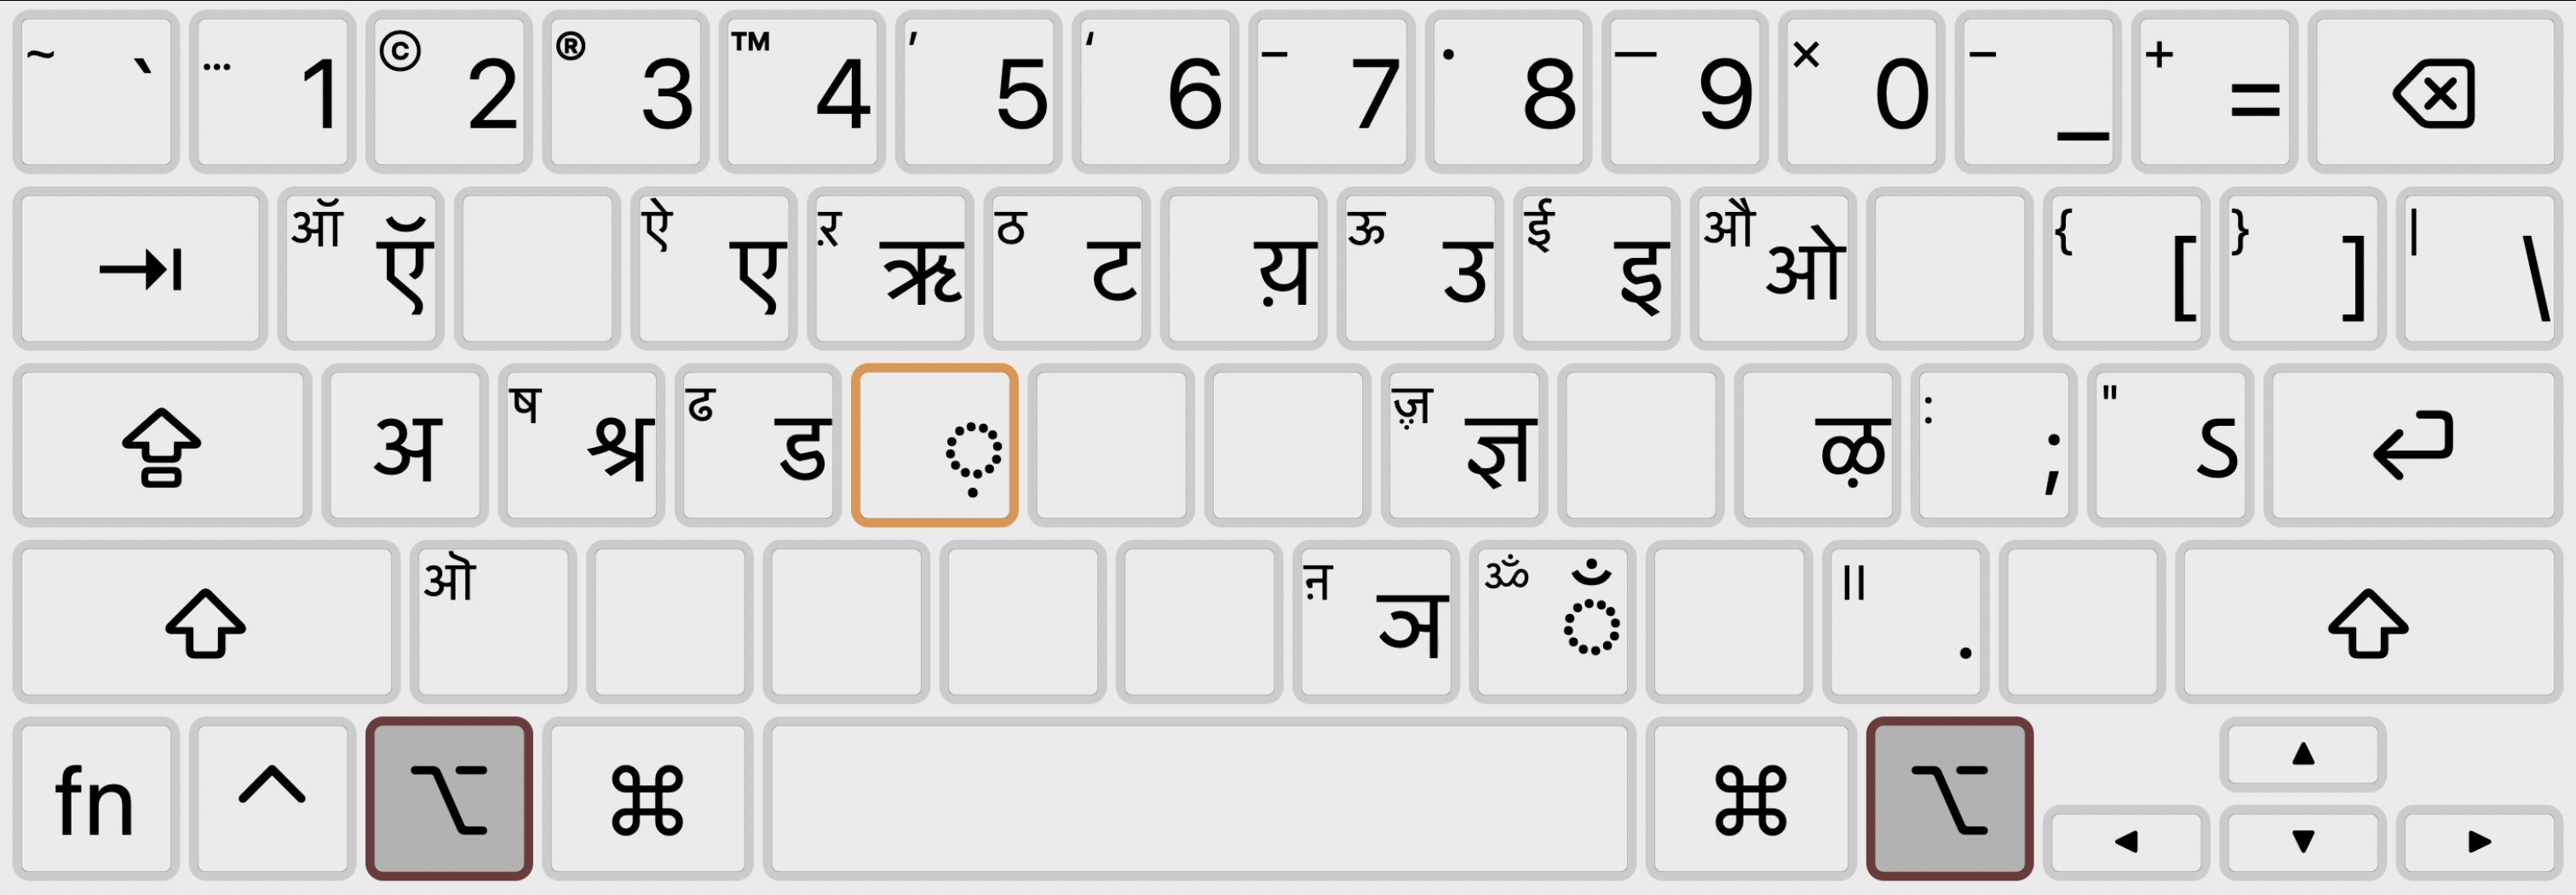 ~ ` … 1 © 2 ® 3 ™ 4 ’ 5 ‘ 6 – 7 • 8 — 9 × 0 - _ + =
ऑ ऍ ऐ ए ऱ ऋ ठ ट य़ ऊ उ ई इ औ ओ { [ } ] | \
अ ष श्र ढ ड ़ ज़ ज्ञ ऴ : ; " ऽ
ऒ ऩ ञ ॐ ँ ॥ .
fn ^ ⌥ ⌘ ⌘ ⌥